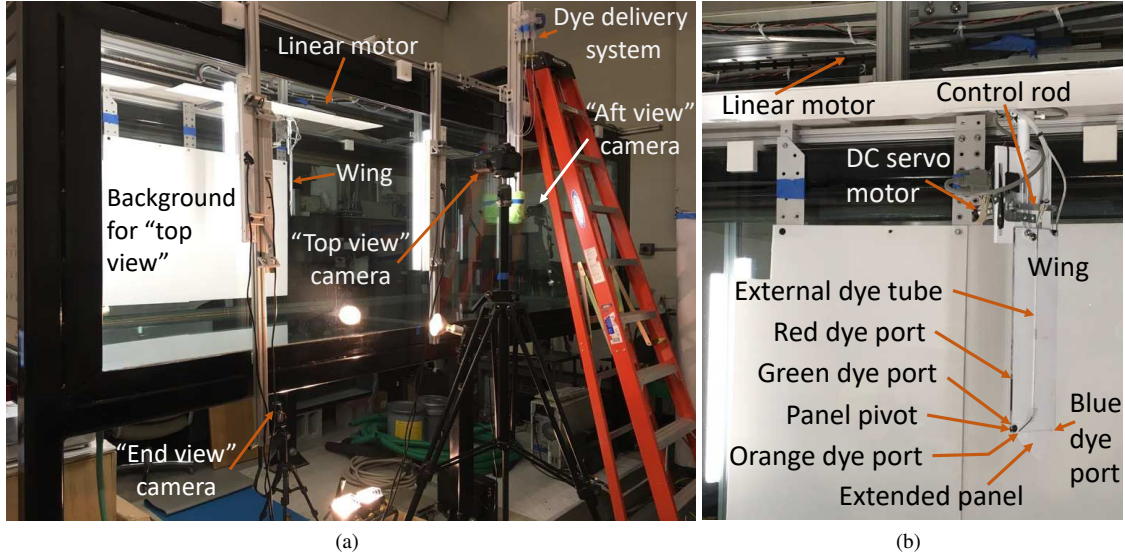 Linear motor
Dye delivery
system
“Aft view”
camera
Wing
Background
for “top
view”
“Top view”
camera
“End view”
camera
(a)
Linear motor
Control rod
DC servo
motor
Wing
External dye tube
Red dye port
Green dye port
Panel pivot
Orange dye port
Extended panel
Blue
dye
port
(b)